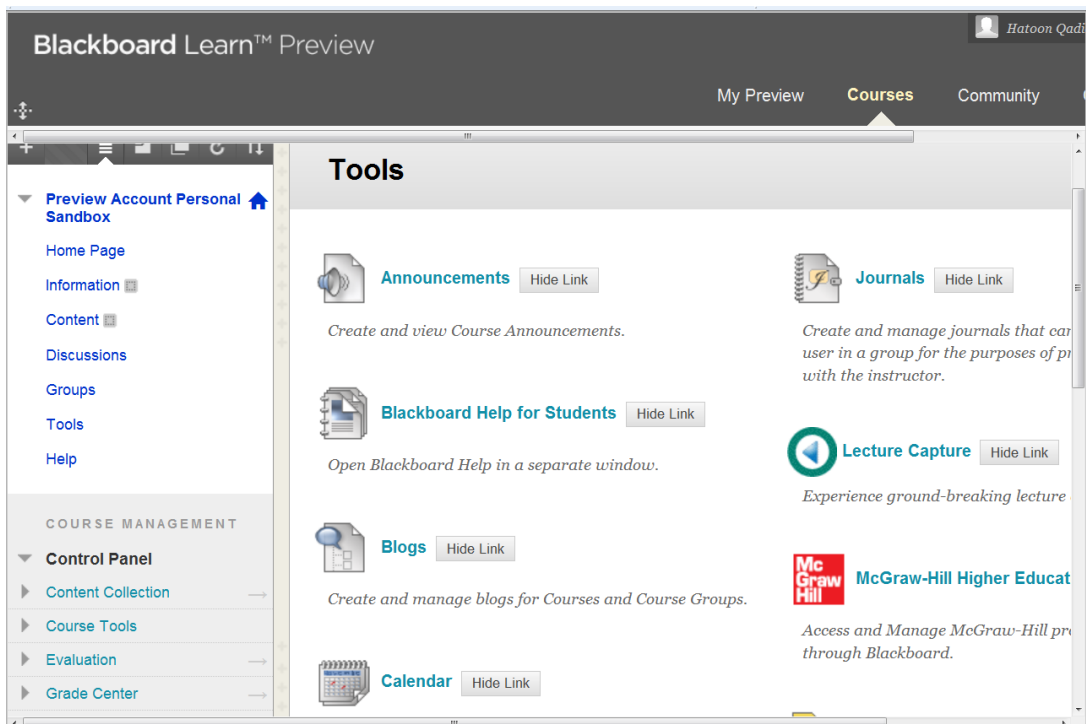 Blackboard Learn™ Preview
Hatoon Qadi
My Preview
Courses
Community
Preview Account Personal
Sandbox
Home Page
Information
Content
Discussions
Groups
Tools
Help
COURSE MANAGEMENT
Control Panel
Content Collection
Course Tools
Evaluation
Grade Center
Tools
Announcements
Hide Link
Create and view Course Announcements.
Blackboard Help for Students
Hide Link
Open Blackboard Help in a separate window.
Blogs
Hide Link
Create and manage blogs for Courses and Course Groups.
Calendar
Hide Link
Journals
Hide Link
Create and manage journals that can
user in a group for the purposes of
with the instructor.
Lecture Capture
Hide Link
Experience ground-breaking lecture
Mc
Graw
Hill
McGraw-Hill Higher Educat
Access and Manage McGraw-Hill
through Blackboard.